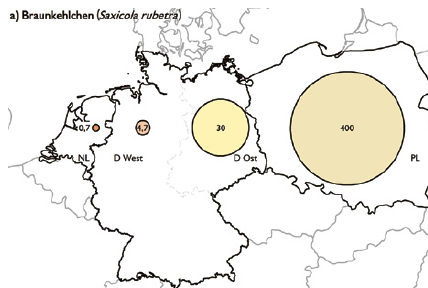 a) Braunkehlchen (Saxicola rubetra)
0,7
4,7
30
400
NL
D West
D Ost
PL